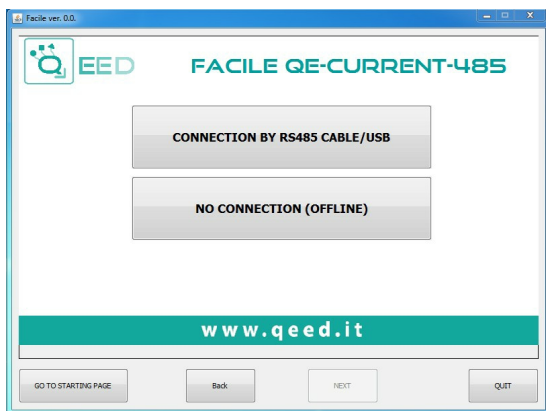 Facile ver. 0.0.
QEED FACILE QE-CURRENT-485
CONNECTION BY RS485 CABLE/USB
NO CONNECTION (OFFLINE)
www.qeed.it
GO TO STARTING PAGE Back NEXT QUIT